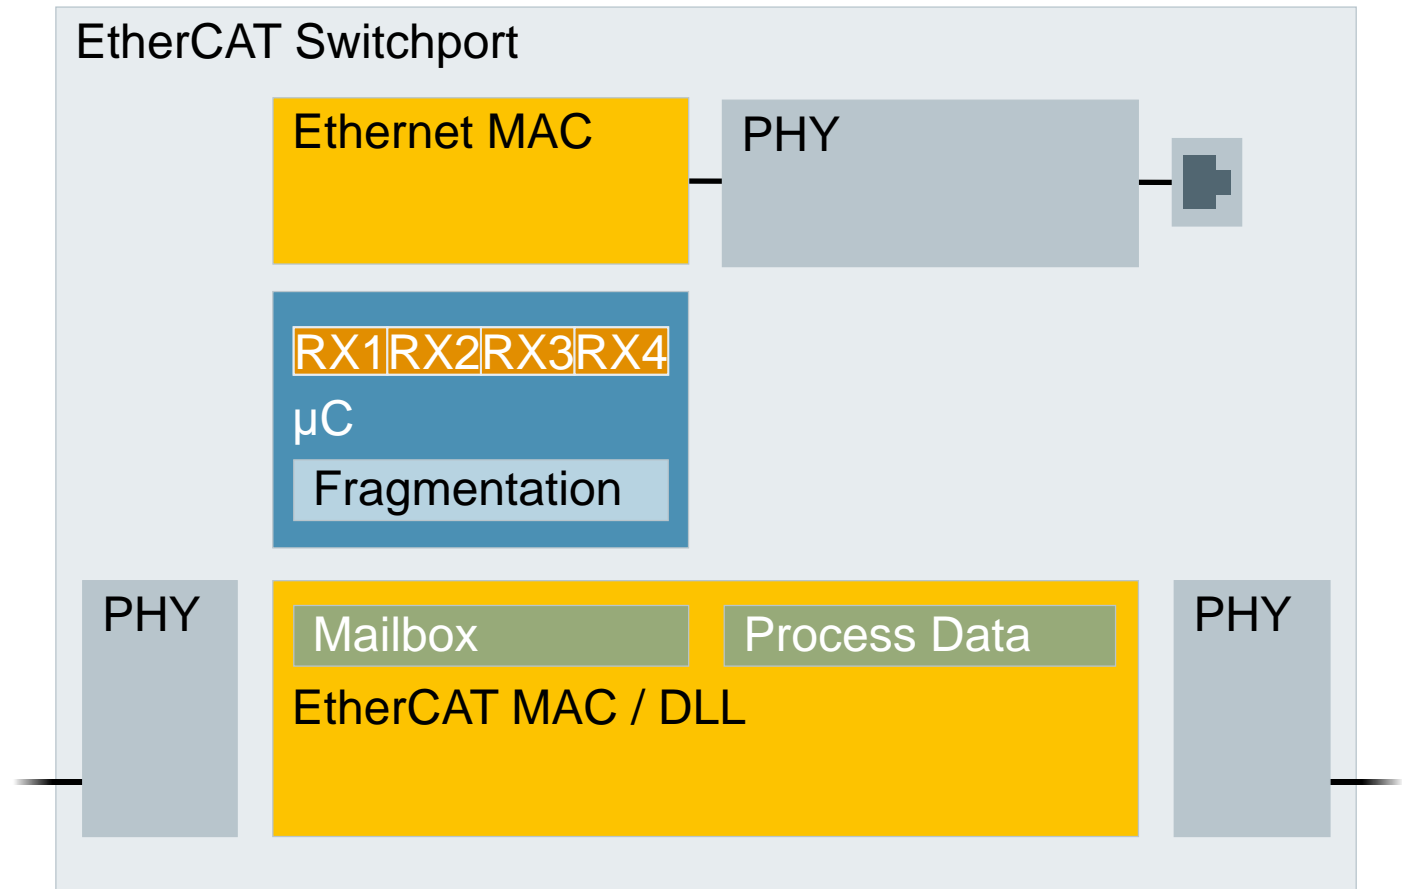 EtherCAT Switchport
Ethernet MAC
PHY
RX1 RX2 RX3 RX4
µC
Fragmentation
PHY
Mailbox
Process Data
EtherCAT MAC / DLL
PHY